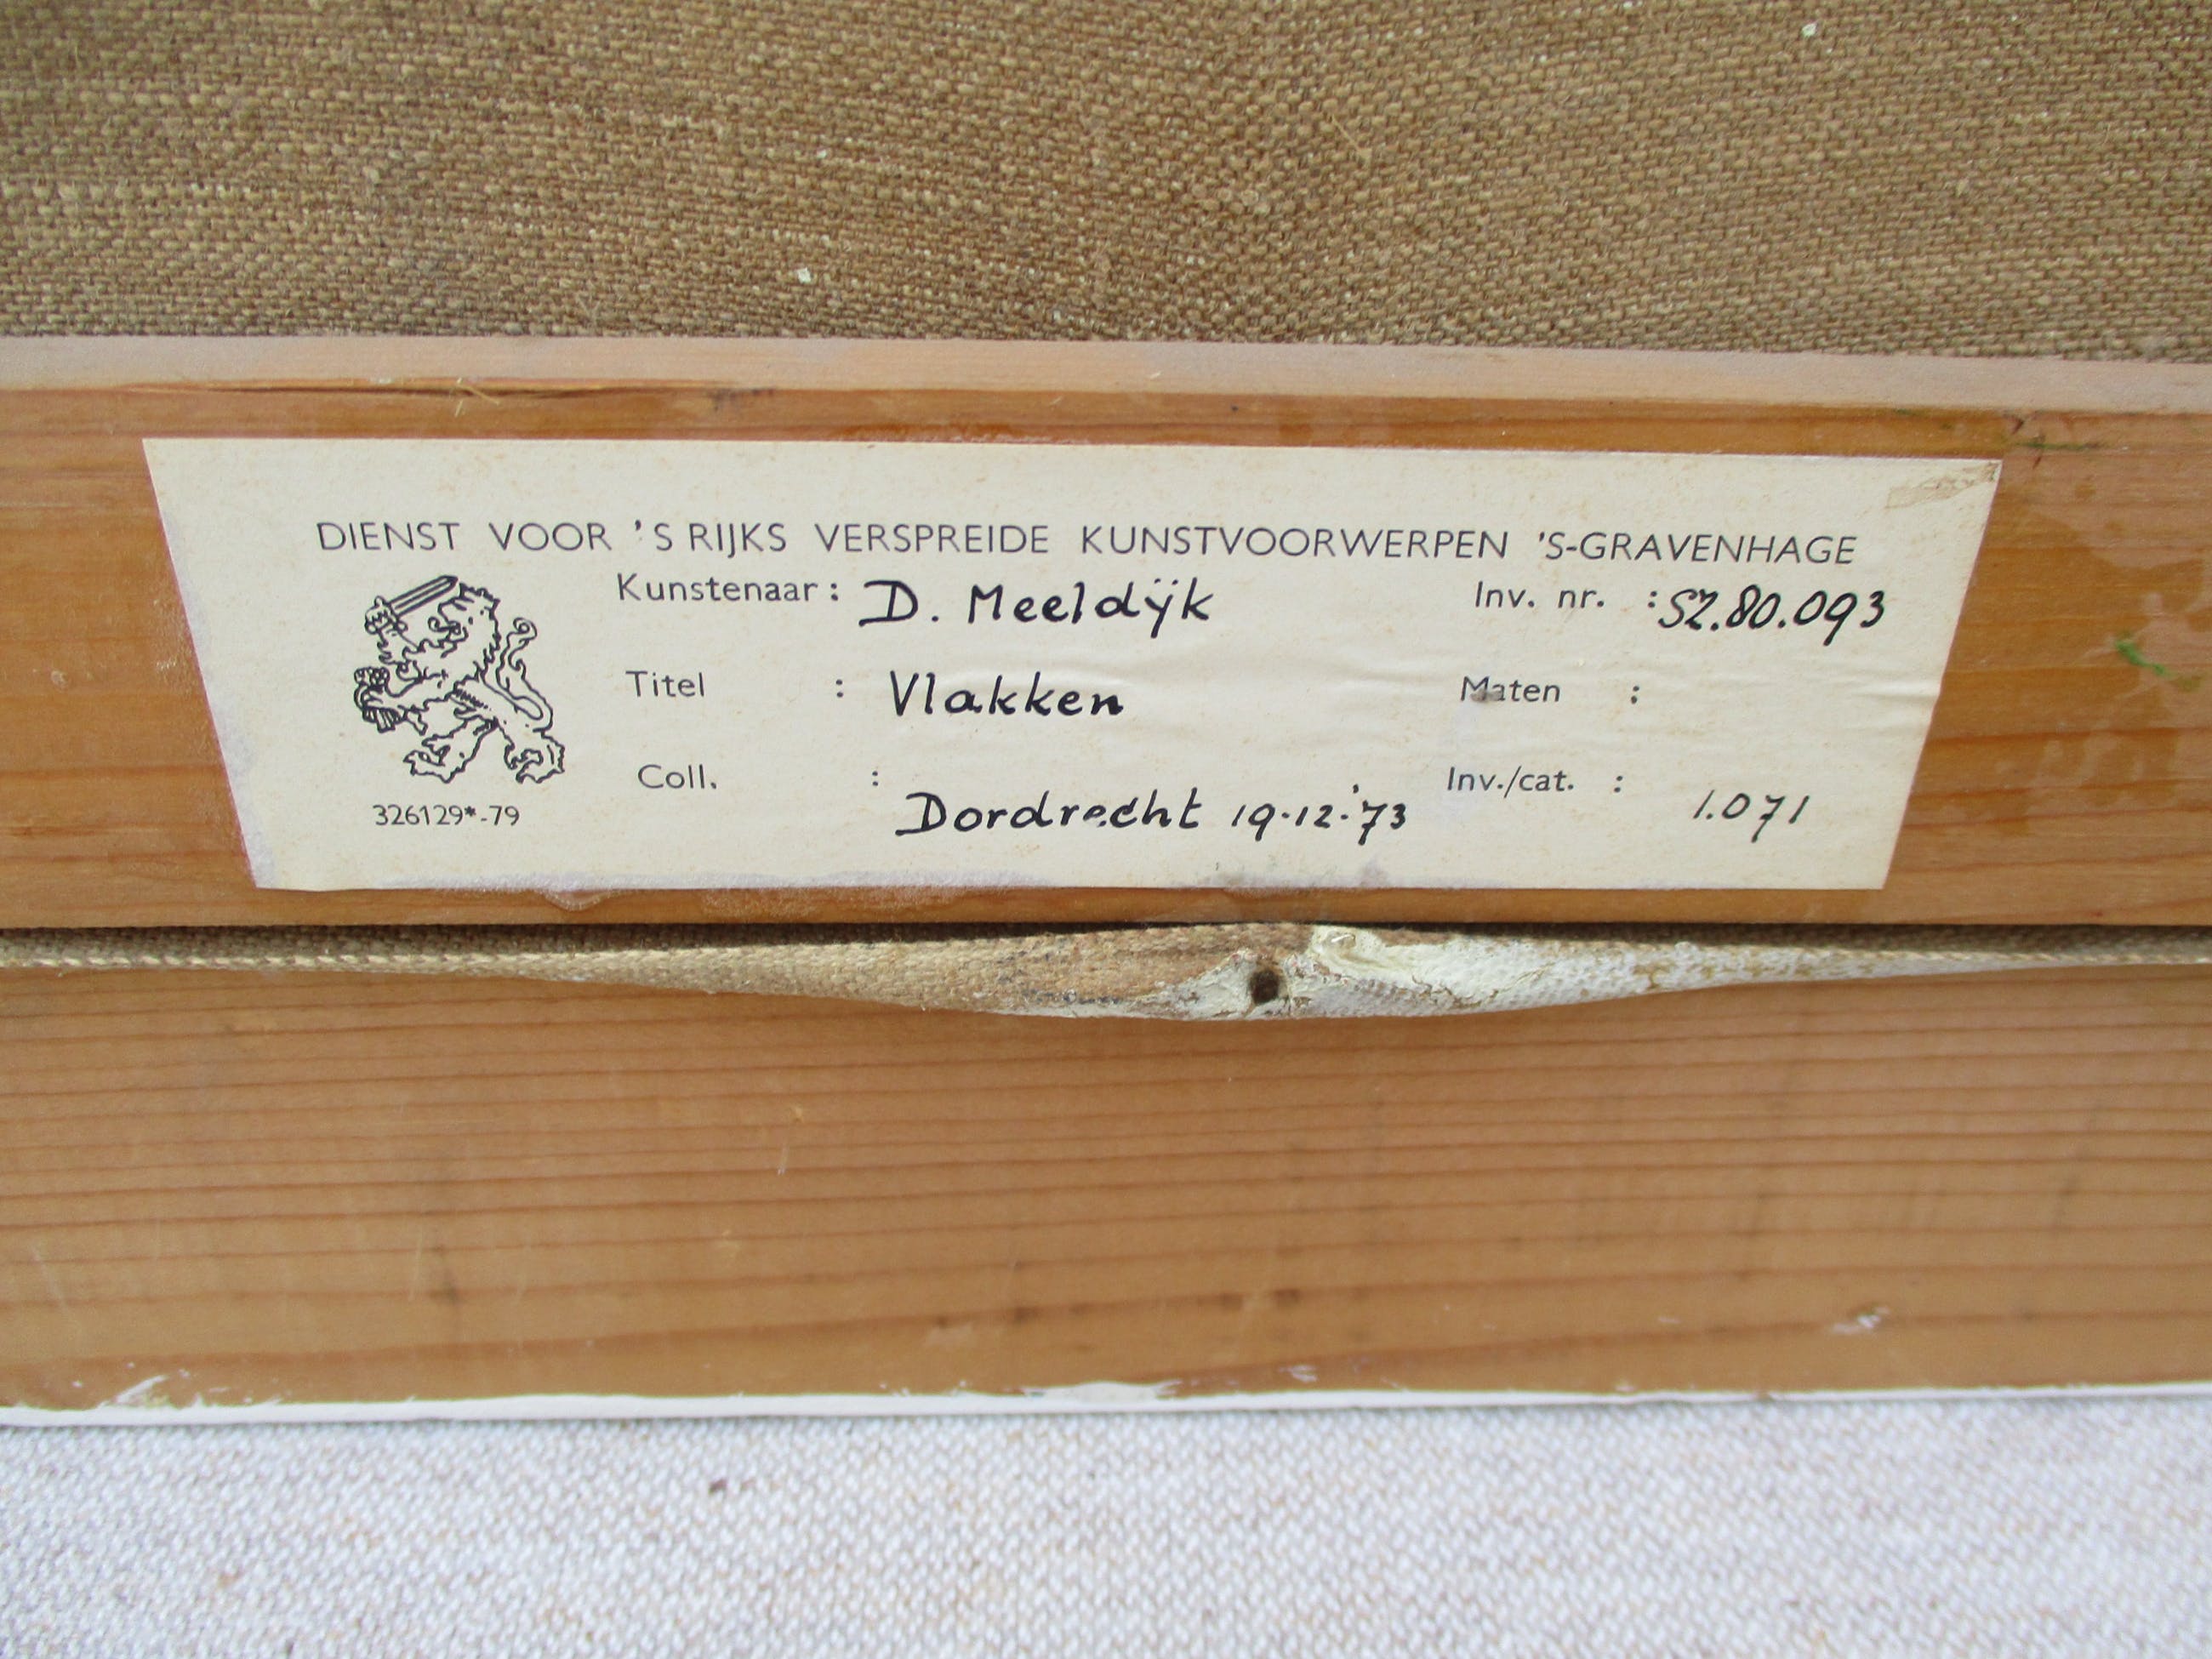 DIENST VOOR 'S RIJKS VERSPREIDE KUNSTVOORWERPEN 'S-GRAVENHAGE
Kunstenaar : D. Meeldÿk Inv. nr. : SZ.80.093
Titel : Vlakken Maten :
Coll. : Dordrecht 19-12-'73 Inv./cat. : 1.071
326129*-79